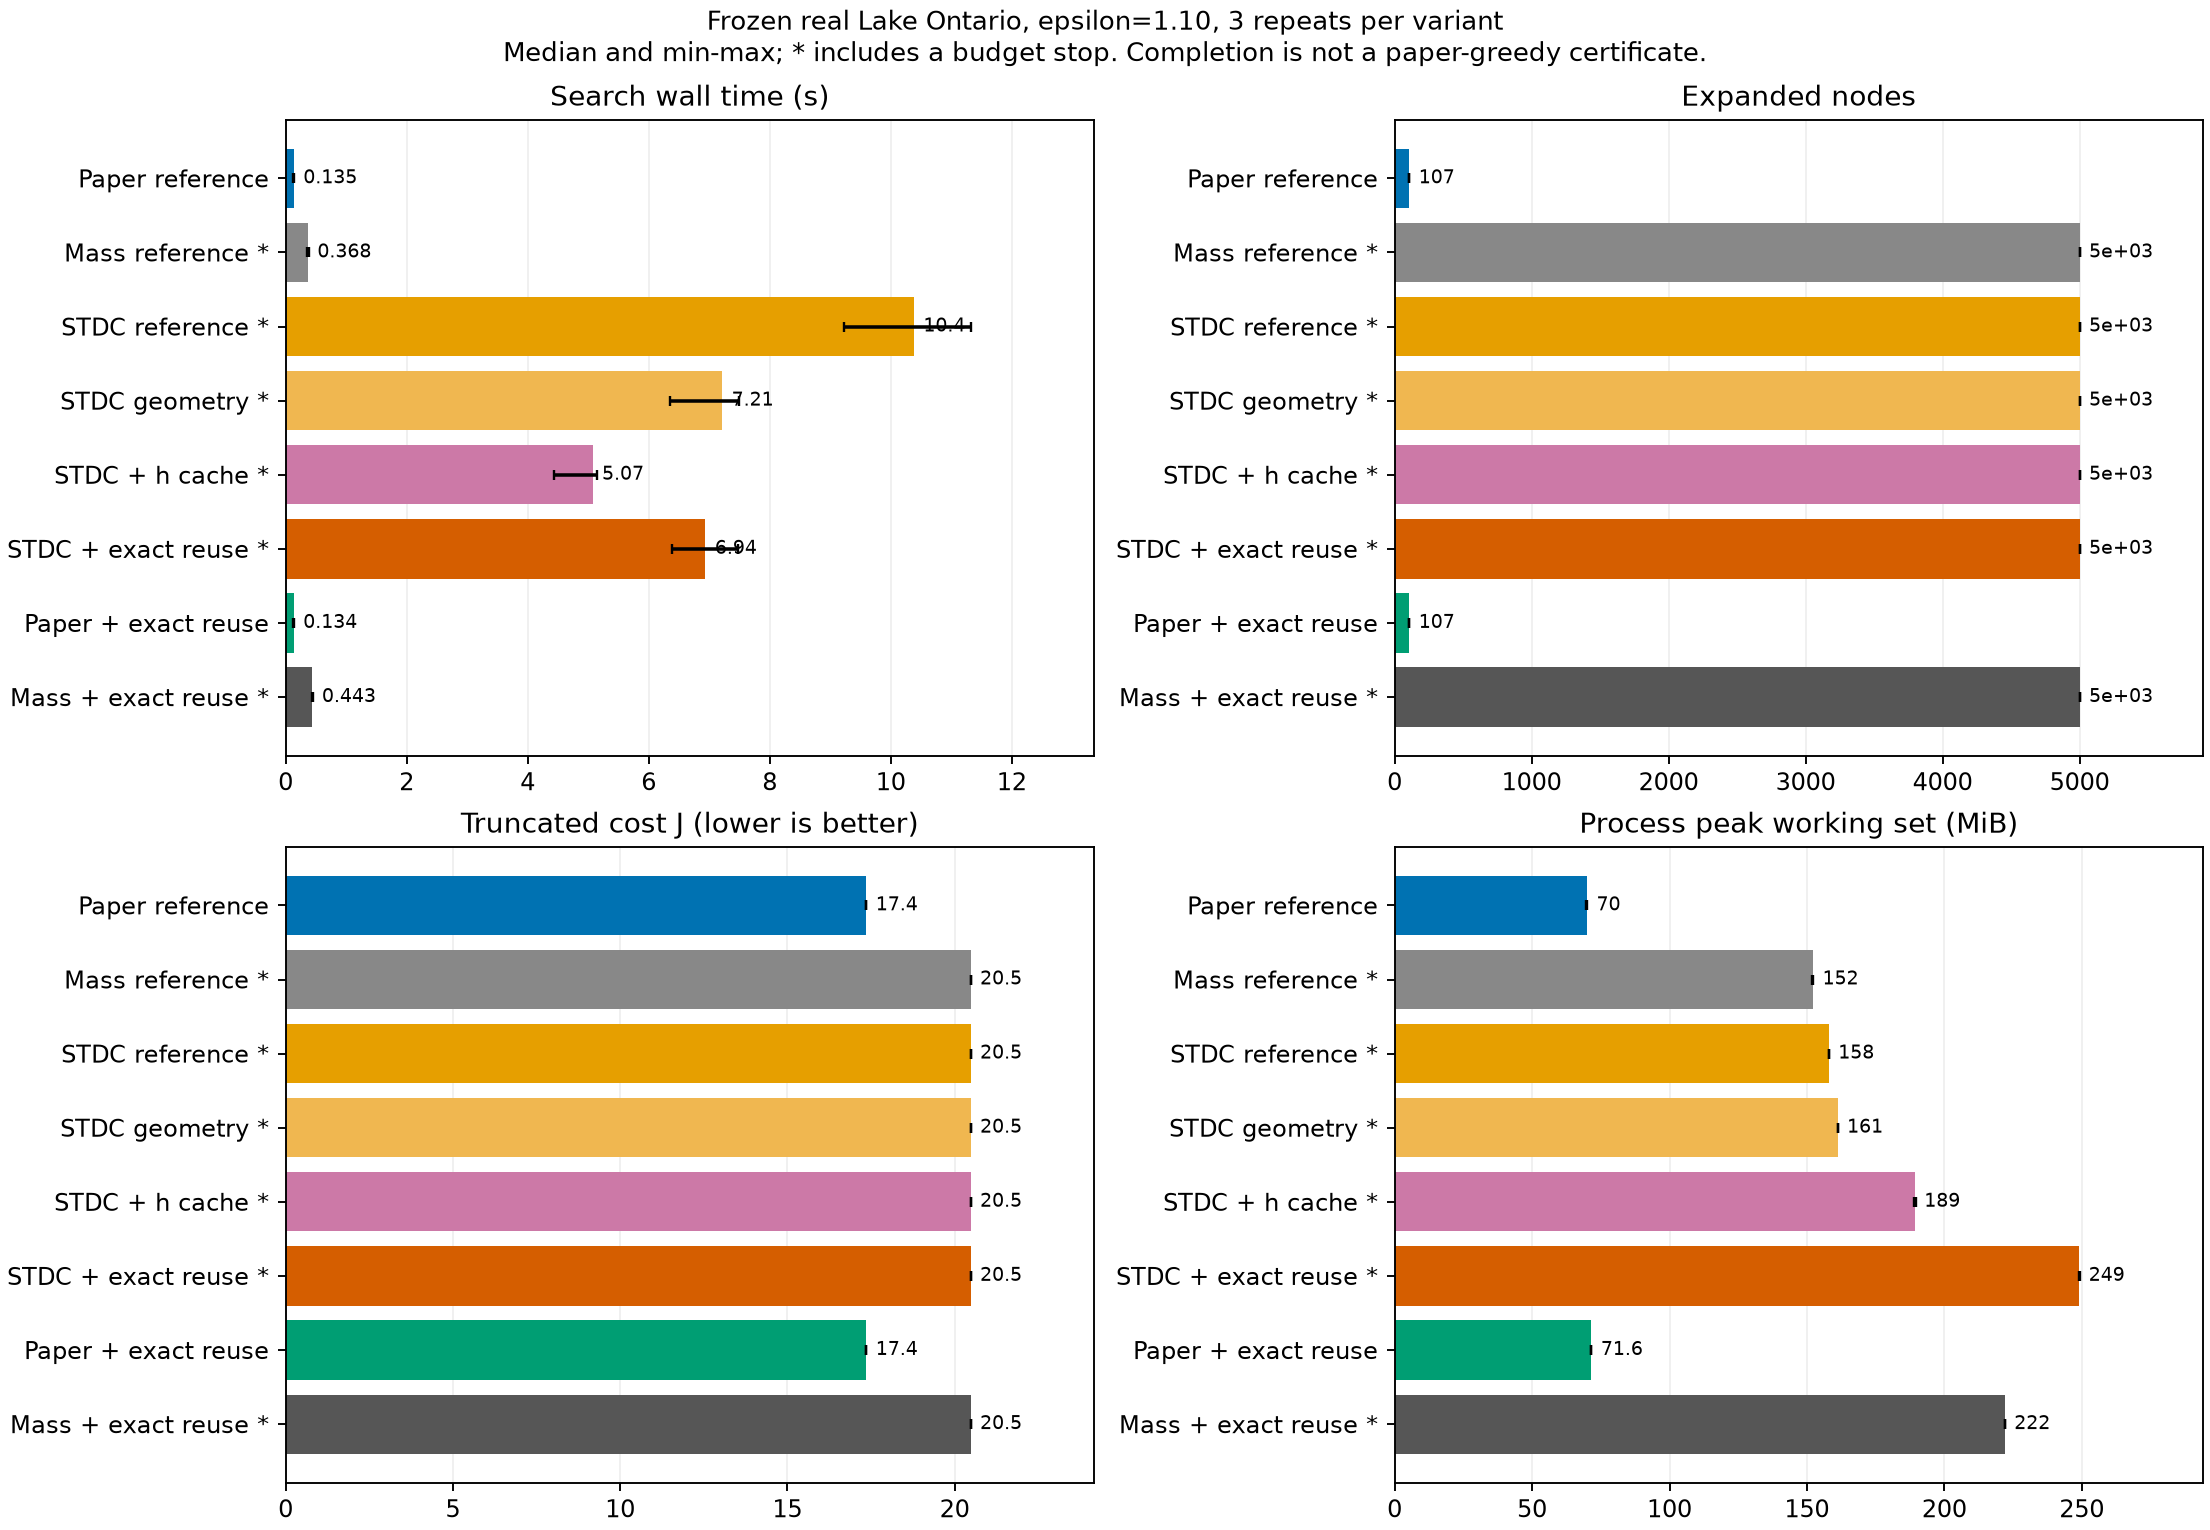 Frozen real Lake Ontario, epsilon=1.10, 3 repeats per variant
Median and min-max; * includes a budget stop. Completion is not a paper-greedy certificate.
Search wall time (s)
Paper reference 0.135
Mass reference * 0.368
STDC reference * 10.4
STDC geometry * 7.21
STDC + h cache * 5.07
STDC + exact reuse * 6.94
Paper + exact reuse 0.134
Mass + exact reuse * 0.443
0 2 4 6 8 10 12
Expanded nodes
Paper reference 107
Mass reference * 5e+03
STDC reference * 5e+03
STDC geometry * 5e+03
STDC + h cache * 5e+03
STDC + exact reuse * 5e+03
Paper + exact reuse 107
Mass + exact reuse * 5e+03
0 1000 2000 3000 4000 5000
Truncated cost J (lower is better)
Paper reference 17.4
Mass reference * 20.5
STDC reference * 20.5
STDC geometry * 20.5
STDC + h cache * 20.5
STDC + exact reuse * 20.5
Paper + exact reuse 17.4
Mass + exact reuse * 20.5
0 5 10 15 20
Process peak working set (MiB)
Paper reference 70
Mass reference * 152
STDC reference * 158
STDC geometry * 161
STDC + h cache * 189
STDC + exact reuse * 249
Paper + exact reuse 71.6
Mass + exact reuse * 222
0 50 100 150 200 250